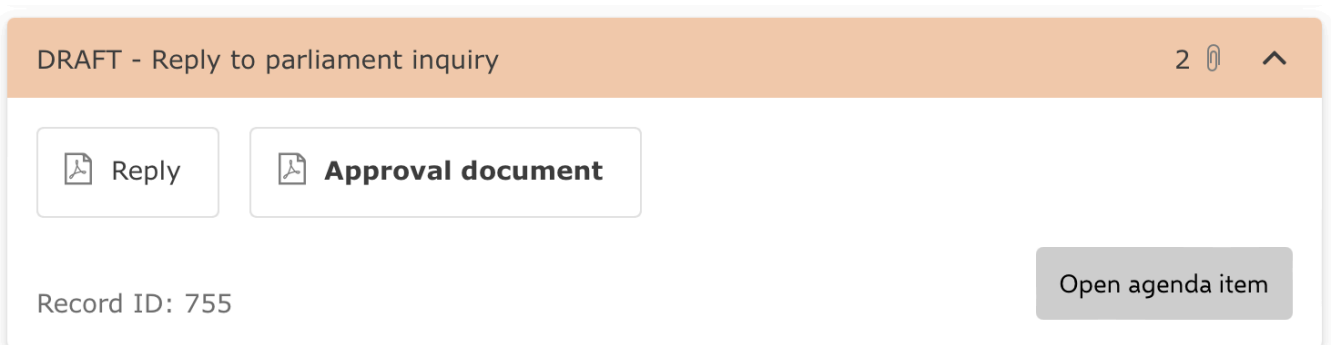 DRAFT - Reply to parliament inquiry 2
Reply Approval document
Open agenda item
Record ID: 755